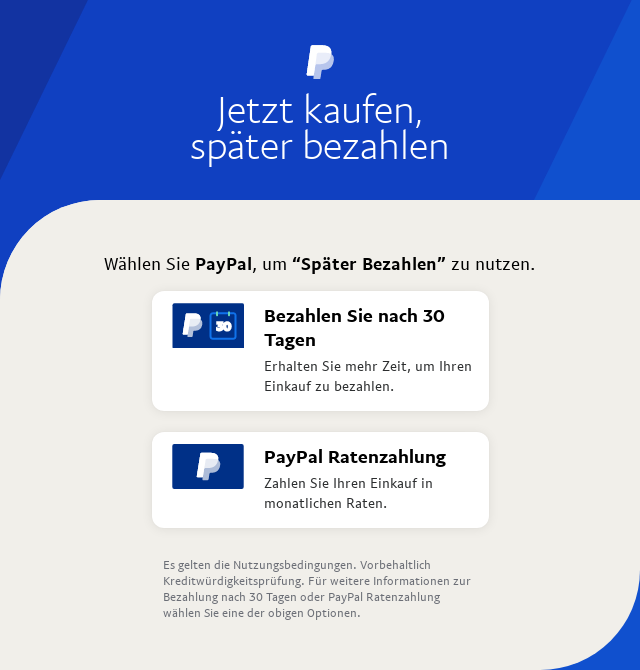 Jetzt kaufen,
später bezahlen
Wählen Sie PayPal, um “Später Bezahlen” zu nutzen.
30
Bezahlen Sie nach 30
Tagen
Erhalten Sie mehr Zeit, um Ihren
Einkauf zu bezahlen.
PayPal Ratenzahlung
Zahlen Sie Ihren Einkauf in
monatlichen Raten.
Es gelten die Nutzungsbedingungen. Vorbehaltlich
Kreditwürdigkeitsprüfung. Für weitere Informationen zur
Bezahlung nach 30 Tagen oder PayPal Ratenzahlung
wählen Sie eine der obigen Optionen.